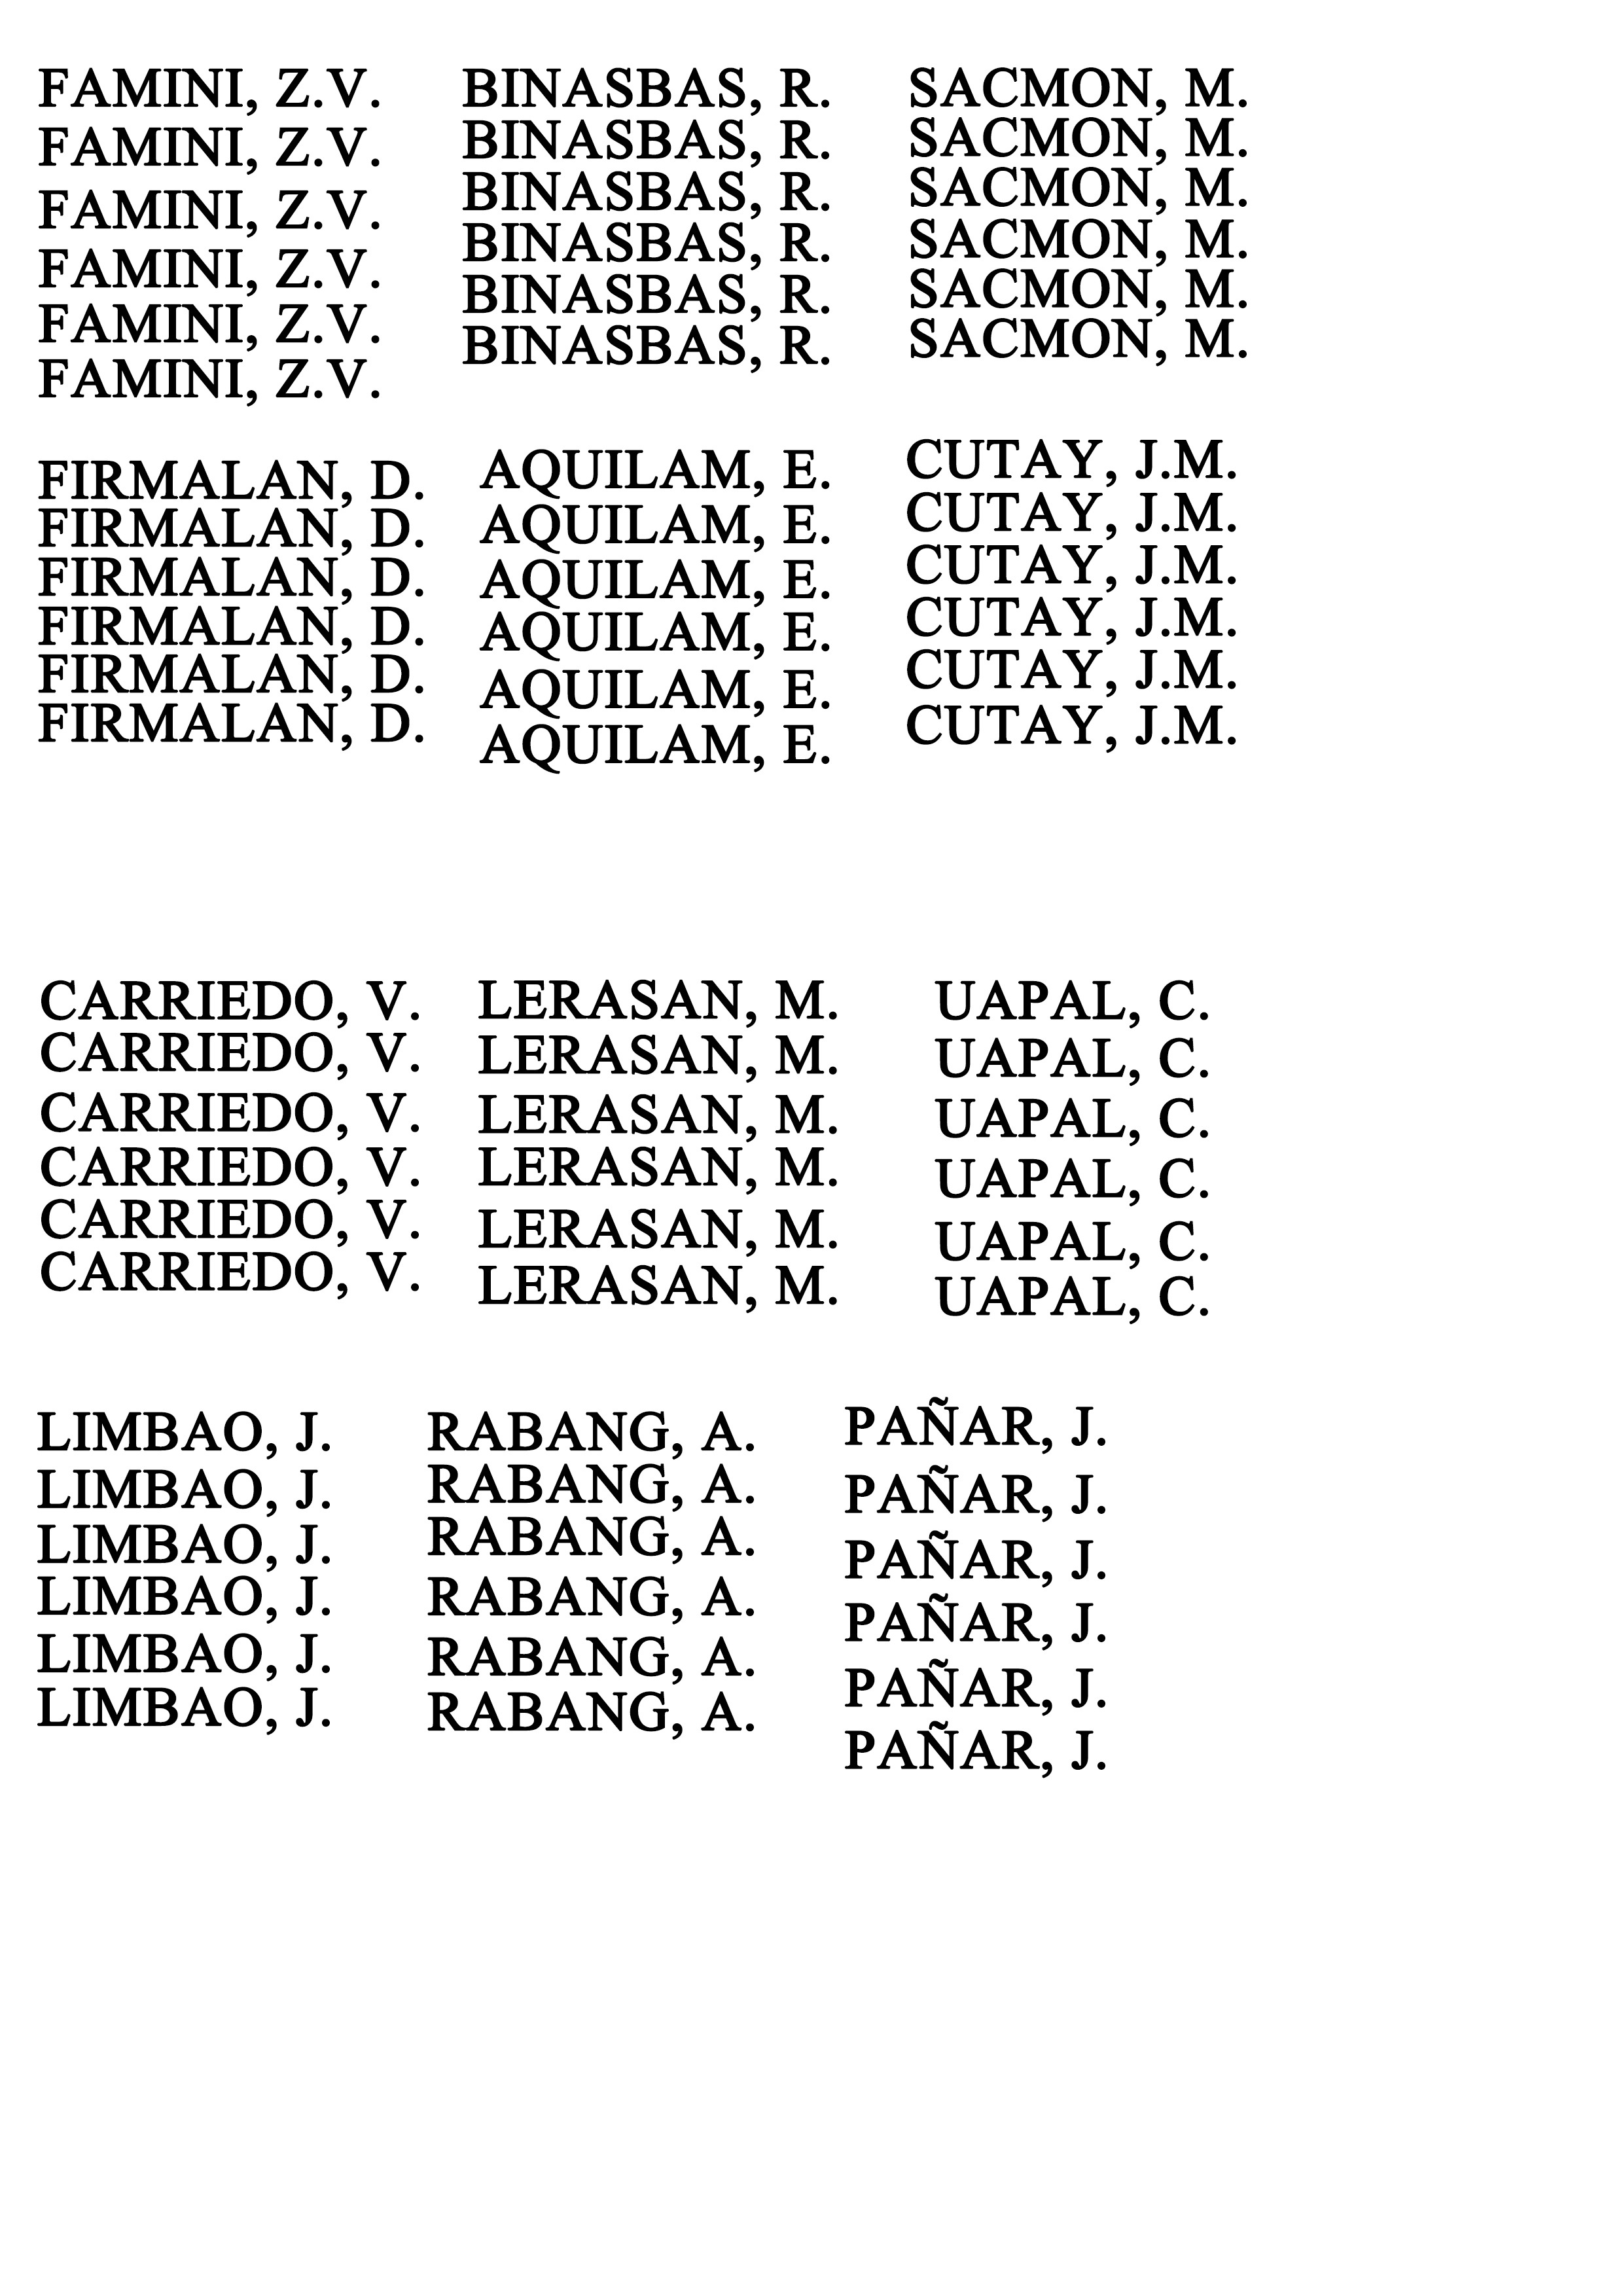 FAMINI, Z.V.
FAMINI, Z.V.
FAMINI, Z.V.
FAMINI, Z.V.
FAMINI, Z.V.
FAMINI, Z.V.
BINASBAS, R.
BINASBAS, R.
BINASBAS, R.
BINASBAS, R.
BINASBAS, R.
BINASBAS, R.
SACMON, M.
SACMON, M.
SACMON, M.
SACMON, M.
SACMON, M.
SACMON, M.
FIRMALAN, D.
FIRMALAN, D.
FIRMALAN, D.
FIRMALAN, D.
FIRMALAN, D.
FIRMALAN, D.
AQUILAM, E.
AQUILAM, E.
AQUILAM, E.
AQUILAM, E.
AQUILAM, E.
AQUILAM, E.
CUTAY, J.M.
CUTAY, J.M.
CUTAY, J.M.
CUTAY, J.M.
CUTAY, J.M.
CUTAY, J.M.
CARRIEDO, V.
CARRIEDO, V.
CARRIEDO, V.
CARRIEDO, V.
CARRIEDO, V.
CARRIEDO, V.
LERASAN, M.
LERASAN, M.
LERASAN, M.
LERASAN, M.
LERASAN, M.
LERASAN, M.
UAPAL, C.
UAPAL, C.
UAPAL, C.
UAPAL, C.
UAPAL, C.
UAPAL, C.
LIMBAO, J.
LIMBAO, J.
LIMBAO, J.
LIMBAO, J.
LIMBAO, J.
LIMBAO, J.
RABANG, A.
RABANG, A.
RABANG, A.
RABANG, A.
RABANG, A.
RABANG, A.
PAÑAR, J.
PAÑAR, J.
PAÑAR, J.
PAÑAR, J.
PAÑAR, J.
PAÑAR, J.